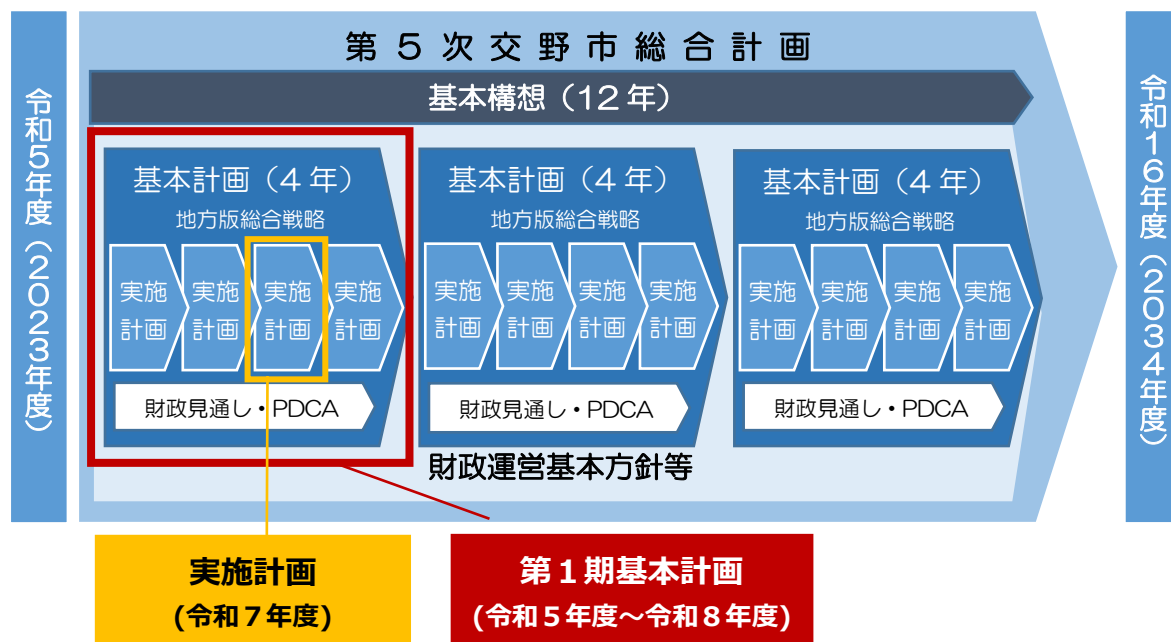 令和5年度（2023年度）
第5次交野市総合計画
基本構想（12年）
基本計画（4年）
地方版総合戦略
実施
計画
実施
計画
実施
計画
実施
計画
財政見通し・PDCA
基本計画（4年）
地方版総合戦略
実施
計画
実施
計画
実施
計画
実施
計画
財政見通し・PDCA
基本計画（4年）
地方版総合戦略
実施
計画
実施
計画
実施
計画
実施
計画
財政見通し・PDCA
財政運営基本方針等
令和16年度（2034年度）
実施計画
(令和７年度)
第１期基本計画
(令和５年度～令和８年度)